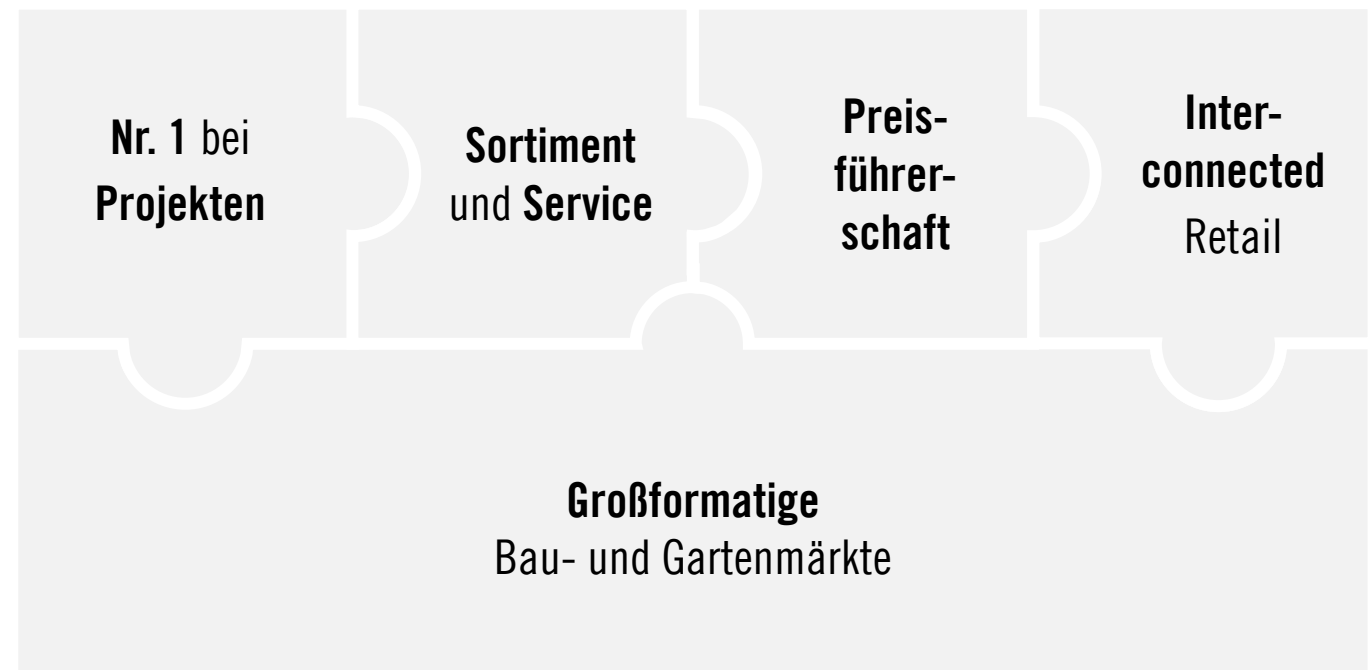 Nr. 1 bei
Projekten
Sortiment
und Service
Preis-
führer-
schaft
Inter-
connected
Retail
Großformatige
Bau- und Gartenmärkte